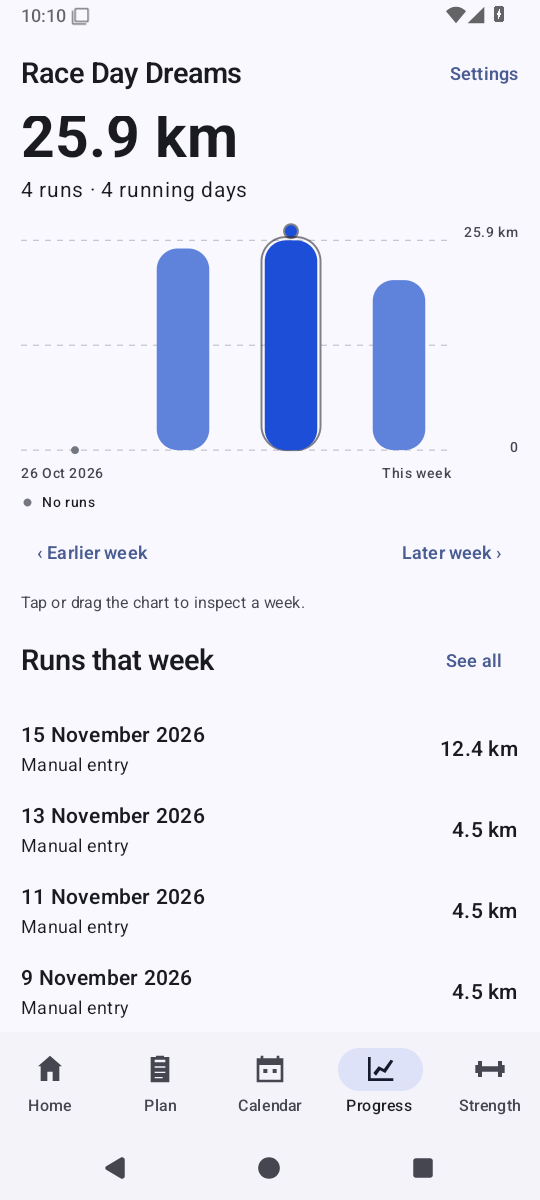 10:10
Race Day Dreams
Settings
25.9 km
4 runs · 4 running days
25.9 km
0
26 Oct 2026
This week
No runs
‹ Earlier week
Later week ›
Tap or drag the chart to inspect a week.
Runs that week
See all
15 November 2026
Manual entry
12.4 km
13 November 2026
Manual entry
4.5 km
11 November 2026
Manual entry
4.5 km
9 November 2026
Manual entry
4.5 km
Home
Plan
Calendar
Progress
Strength